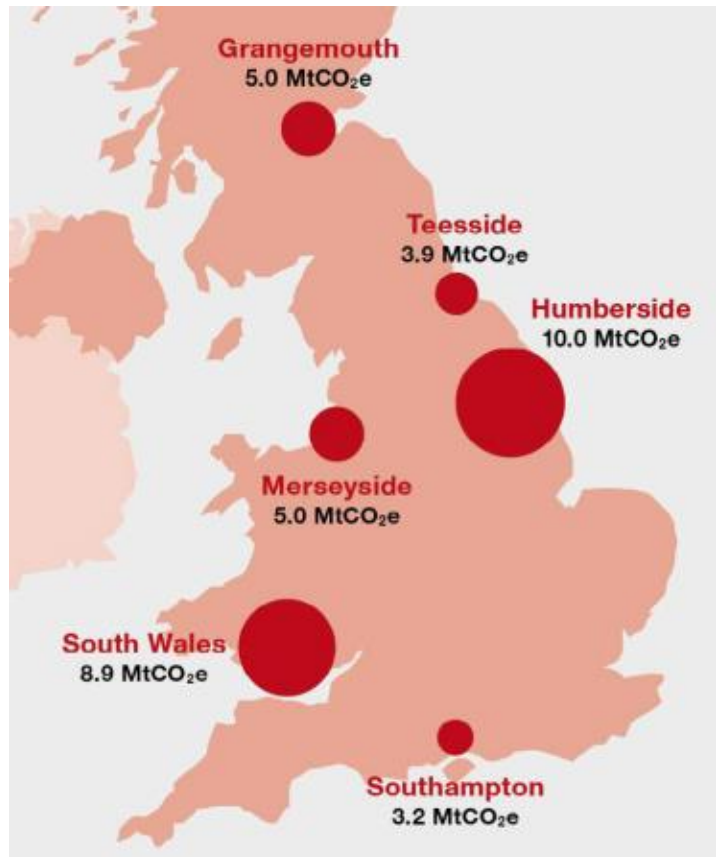 Grangemouth
5.0 MtCO₂e
Teesside
3.9 MtCO₂e
Humberside
10.0 MtCO₂e
Merseyside
5.0 MtCO₂e
South Wales
8.9 MtCO₂e
Southampton
3.2 MtCO₂e